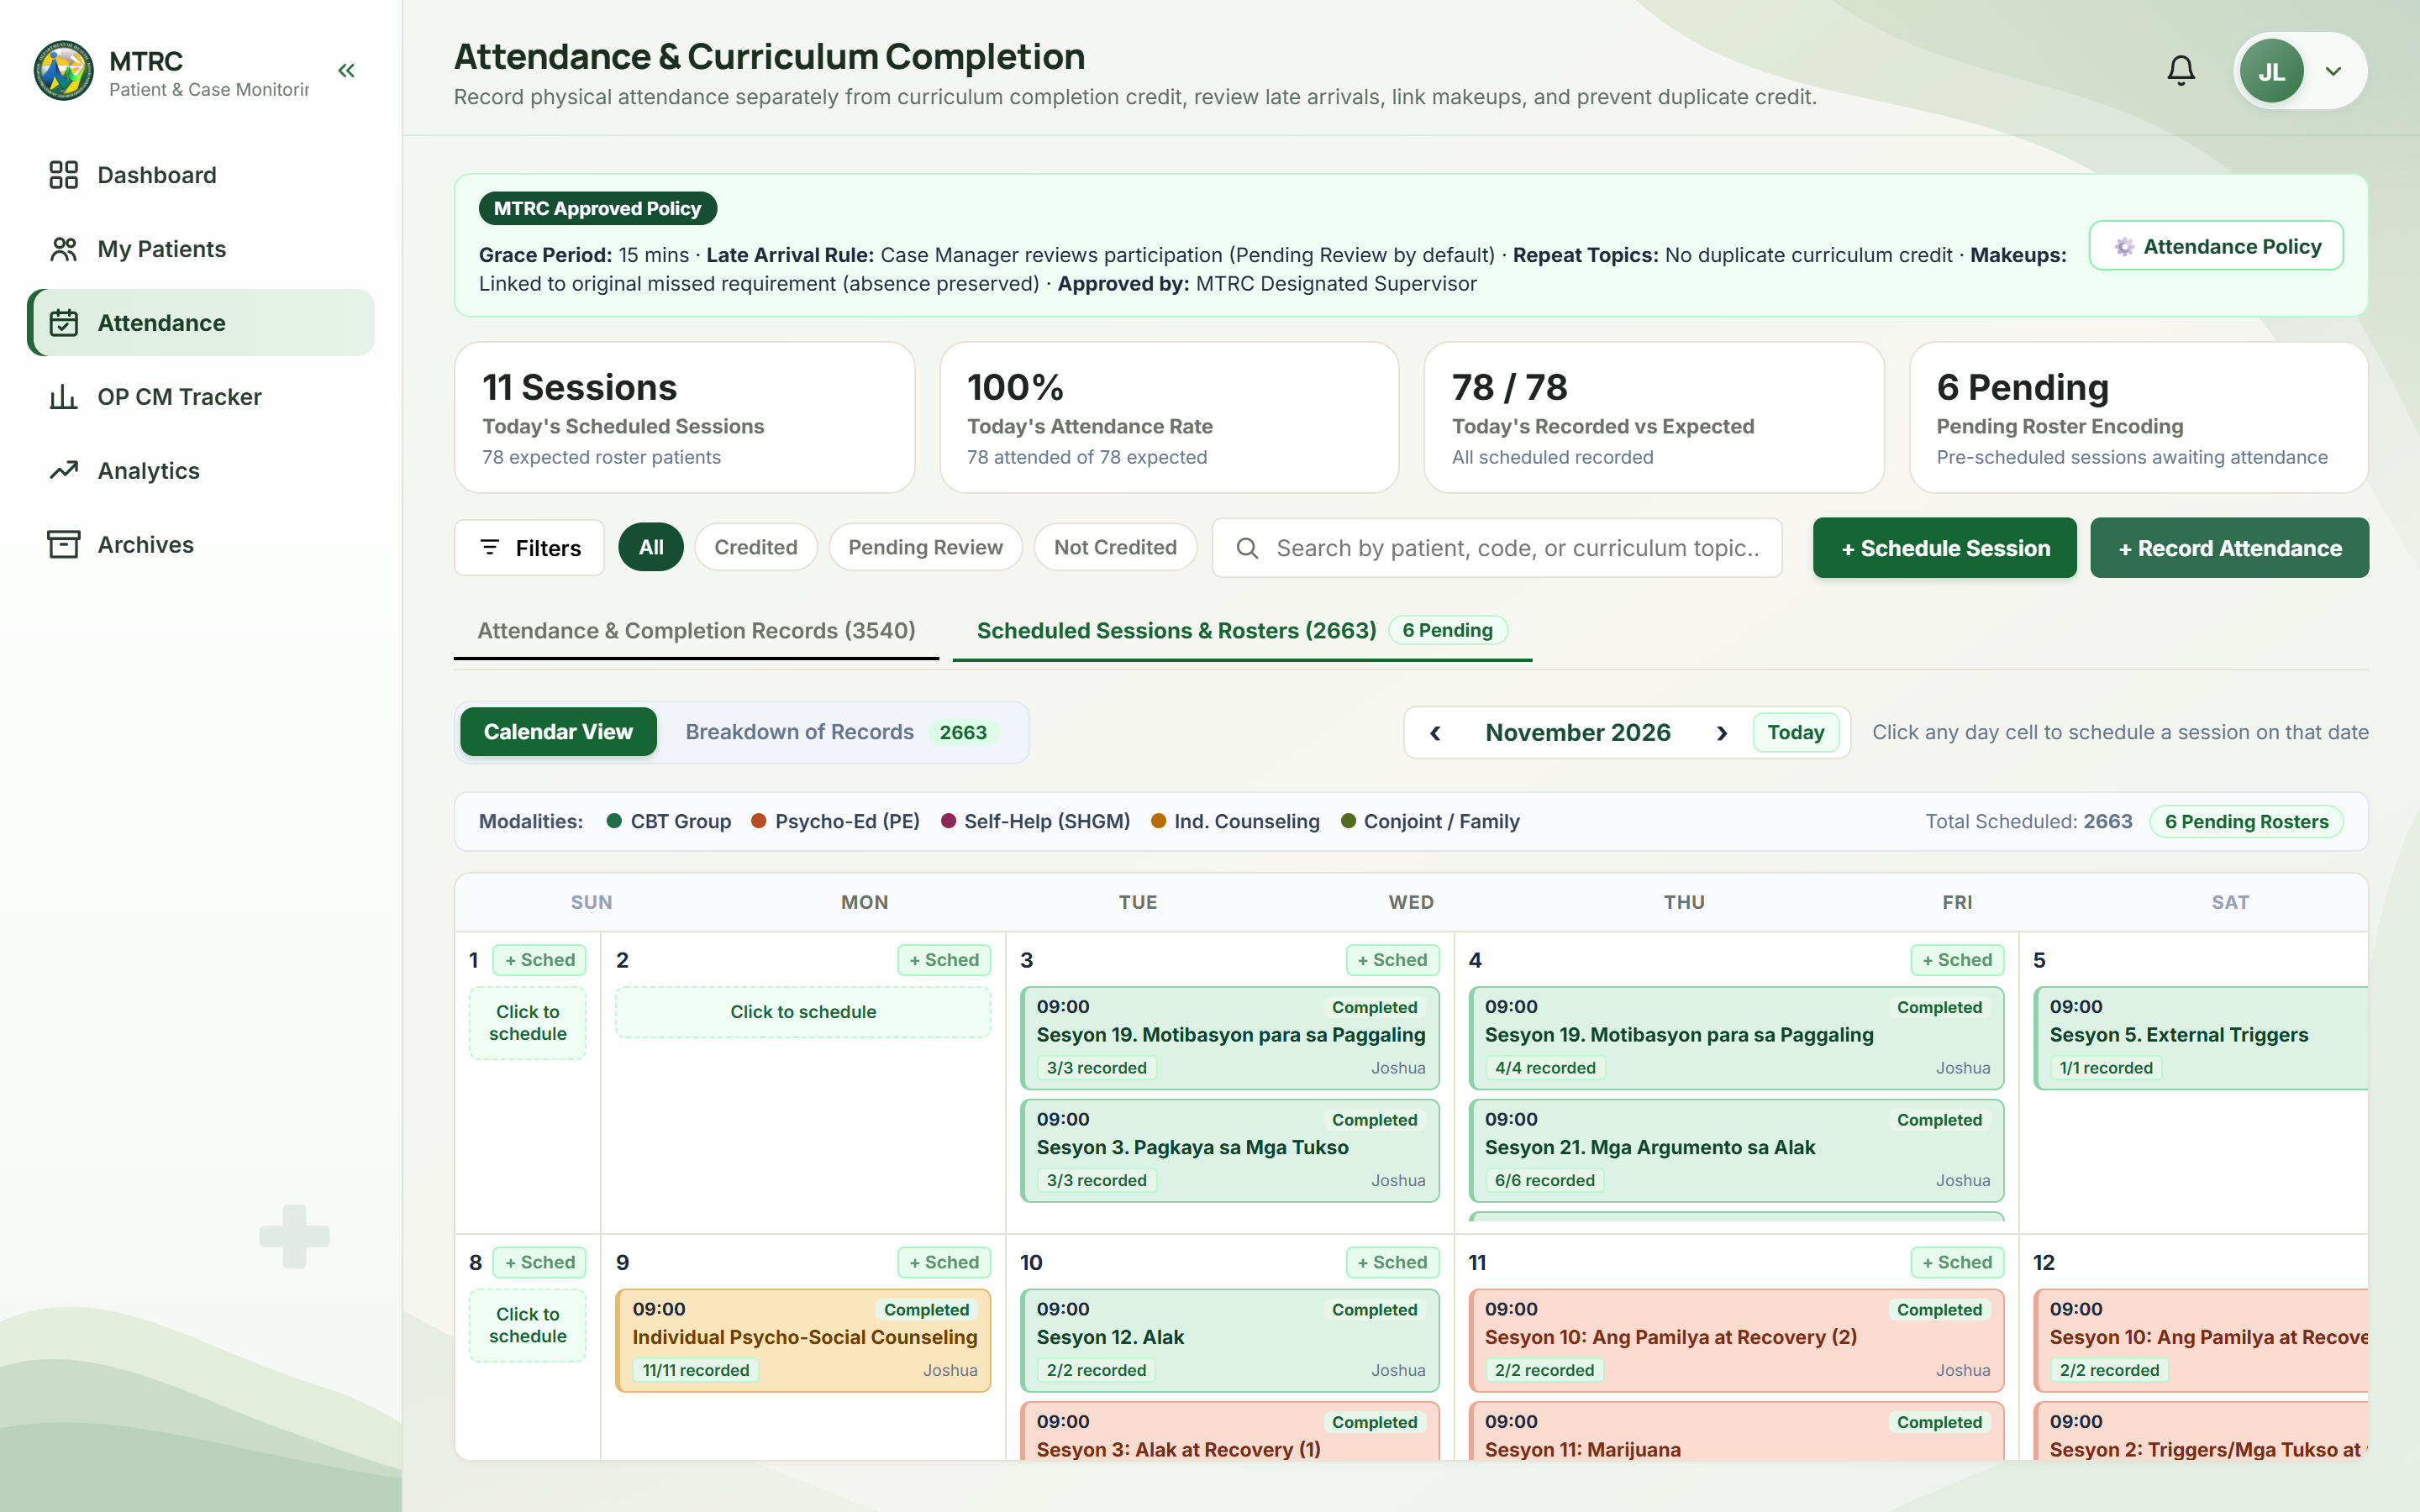 MTRC
Patient & Case Monitorir
Dashboard
My Patients
Attendance
OP CM Tracker
Analytics
Archives
Attendance & Curriculum Completion
Record physical attendance separately from curriculum completion credit, review late arrivals, link makeups, and prevent duplicate credit.
JL
MTRC Approved Policy
Grace Period: 15 mins · Late Arrival Rule: Case Manager reviews participation (Pending Review by default) · Repeat Topics: No duplicate curriculum credit · Makeups:
Linked to original missed requirement (absence preserved) · Approved by: MTRC Designated Supervisor
Attendance Policy
11 Sessions
Today's Scheduled Sessions
78 expected roster patients
100%
Today's Attendance Rate
78 attended of 78 expected
78 / 78
Today's Recorded vs Expected
All scheduled recorded
6 Pending
Pending Roster Encoding
Pre-scheduled sessions awaiting attendance
Filters
All
Credited
Pending Review
Not Credited
Search by patient, code, or curriculum topic..
+ Schedule Session
+ Record Attendance
Attendance & Completion Records (3540)
Scheduled Sessions & Rosters (2663) 6 Pending
Calendar View
Breakdown of Records 2663
‹ November 2026 › Today
Click any day cell to schedule a session on that date
Modalities: CBT Group Psycho-Ed (PE) Self-Help (SHGM) Ind. Counseling Conjoint / Family
Total Scheduled: 2663 6 Pending Rosters
SUN MON TUE WED THU FRI SAT
1 + Sched
Click to
schedule
2 + Sched
Click to schedule
3 + Sched
09:00 Completed
Sesyon 19. Motibasyon para sa Paggaling
3/3 recorded Joshua
09:00 Completed
Sesyon 3. Pagkaya sa Mga Tukso
3/3 recorded Joshua
4 + Sched
09:00 Completed
Sesyon 19. Motibasyon para sa Paggaling
4/4 recorded Joshua
09:00 Completed
Sesyon 21. Mga Argumento sa Alak
6/6 recorded Joshua
5
09:00
Sesyon 5. External Triggers
1/1 recorded
8 + Sched
Click to
schedule
9 + Sched
09:00 Completed
Individual Psycho-Social Counseling
11/11 recorded Joshua
10 + Sched
09:00 Completed
Sesyon 12. Alak
2/2 recorded Joshua
09:00 Completed
Sesyon 3: Alak at Recovery (1)
11 + Sched
09:00 Completed
Sesyon 10: Ang Pamilya at Recovery (2)
2/2 recorded Joshua
09:00 Completed
Sesyon 11: Marijuana
12
09:00
Sesyon 10: Ang Pamilya at Recove
2/2 recorded
09:00
Sesyon 2: Triggers/Mga Tukso at